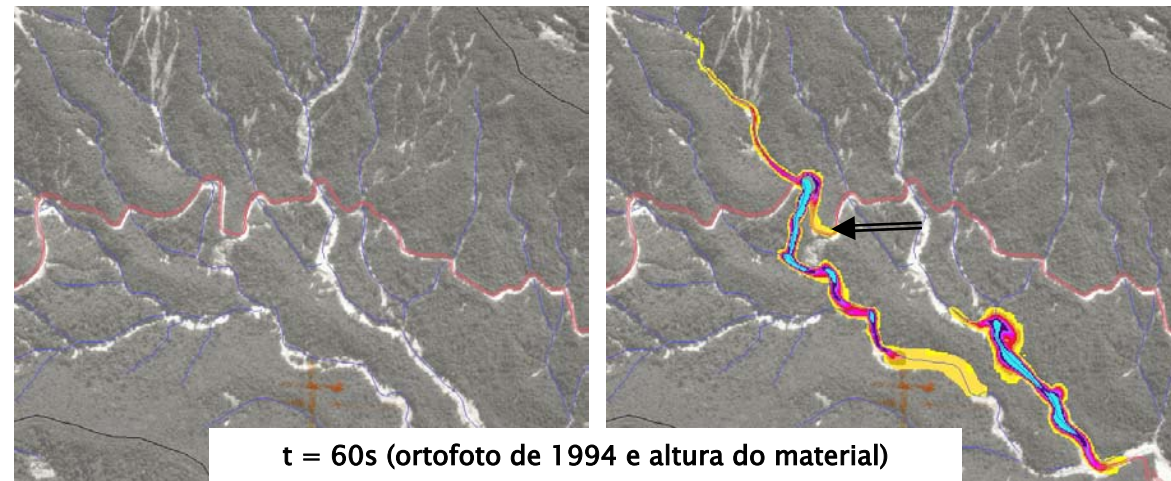 t = 60s (ortofoto de 1994 e altura do material)